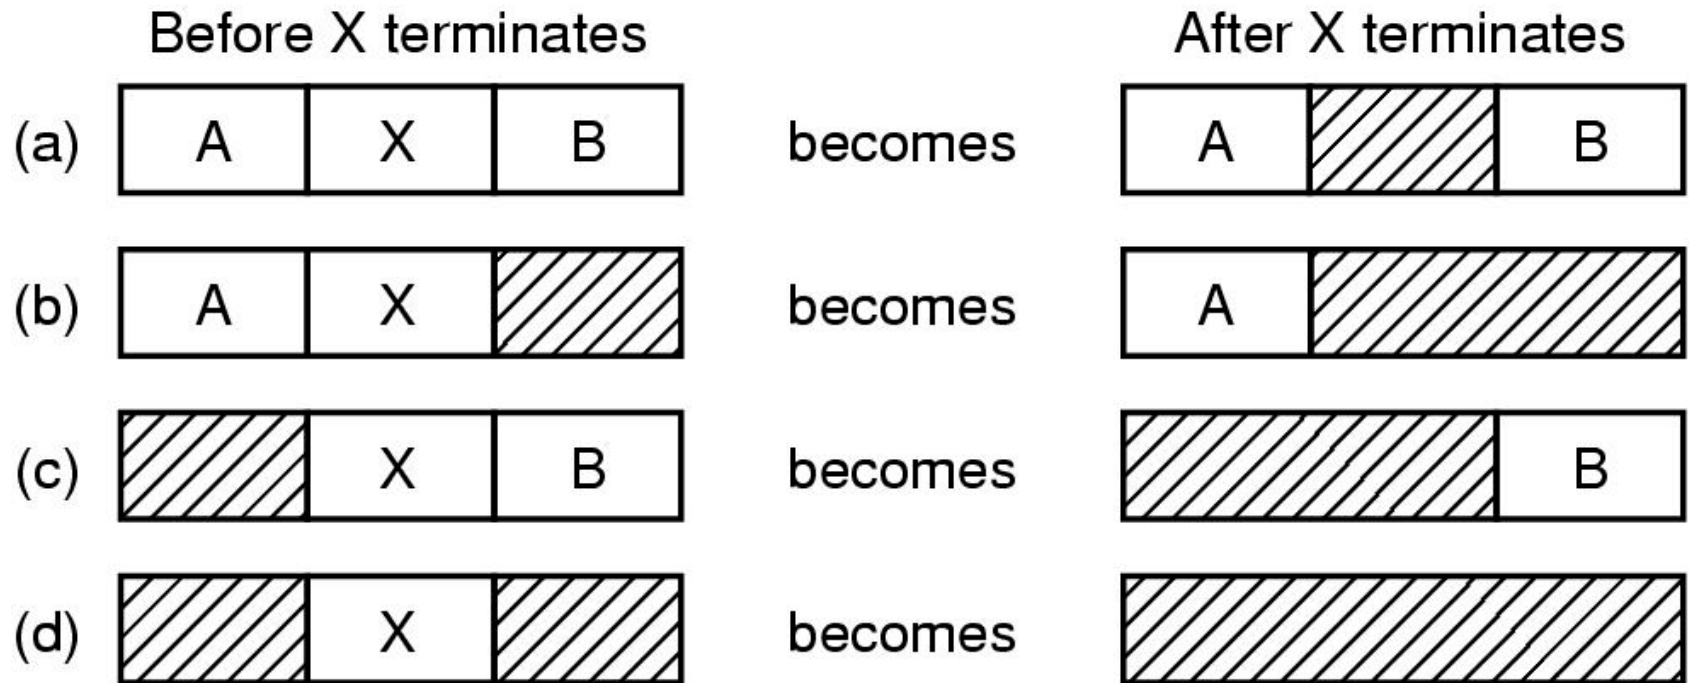 Before X terminates After X terminates
(a) A X B becomes A B
(b) A X becomes A
(c) X B becomes B
(d) X becomes